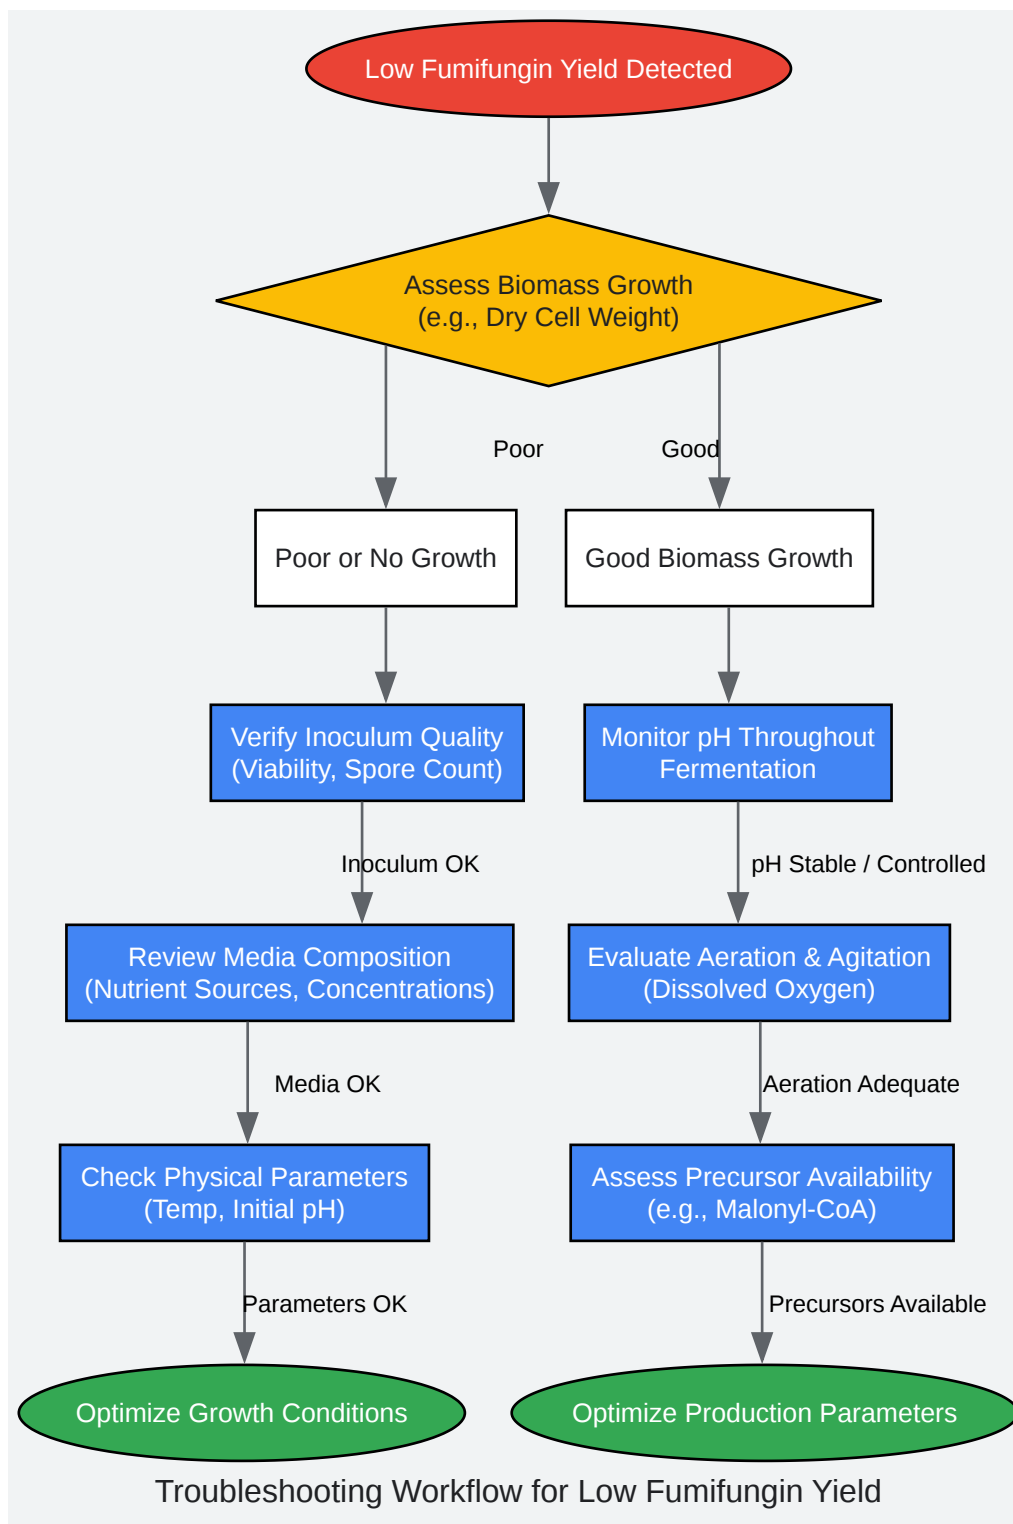 Low Fumifungin Yield Detected
Assess Biomass Growth
(e.g., Dry Cell Weight)
Poor
Good
Poor or No Growth
Good Biomass Growth
Verify Inoculum Quality
(Viability, Spore Count)
Monitor pH Throughout
Fermentation
Inoculum OK
pH Stable / Controlled
Review Media Composition
(Nutrient Sources, Concentrations)
Evaluate Aeration & Agitation
(Dissolved Oxygen)
Media OK
Aeration Adequate
Check Physical Parameters
(Temp, Initial pH)
Assess Precursor Availability
(e.g., Malonyl-CoA)
Parameters OK
Precursors Available
Optimize Growth Conditions
Optimize Production Parameters
Troubleshooting Workflow for Low Fumifungin Yield